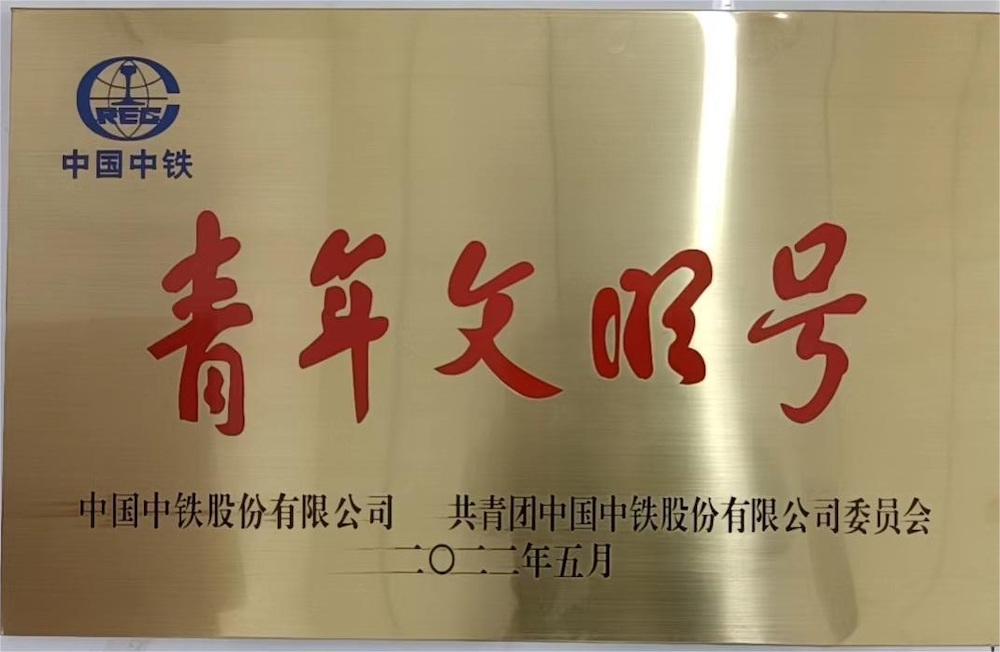 CREC
中国中铁
青年文明号
中国中铁股份有限公司 共青团中国中铁股份有限公司委员会
二〇二二年五月